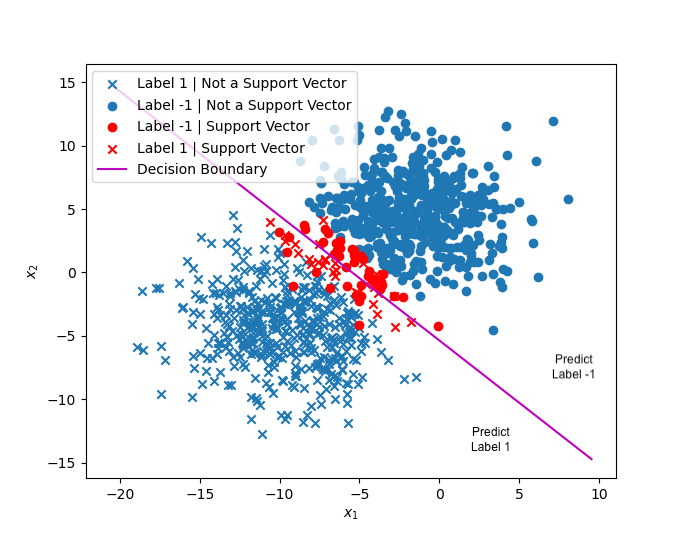 Label 1 | Not a Support Vector
Label -1 | Not a Support Vector
Label -1 | Support Vector
Label 1 | Support Vector
Decision Boundary
15
10
5
0
−5
−10
−15
x₂
Predict
Label -1
Predict
Label 1
−20
−15
−10
−5
0
5
10
x₁